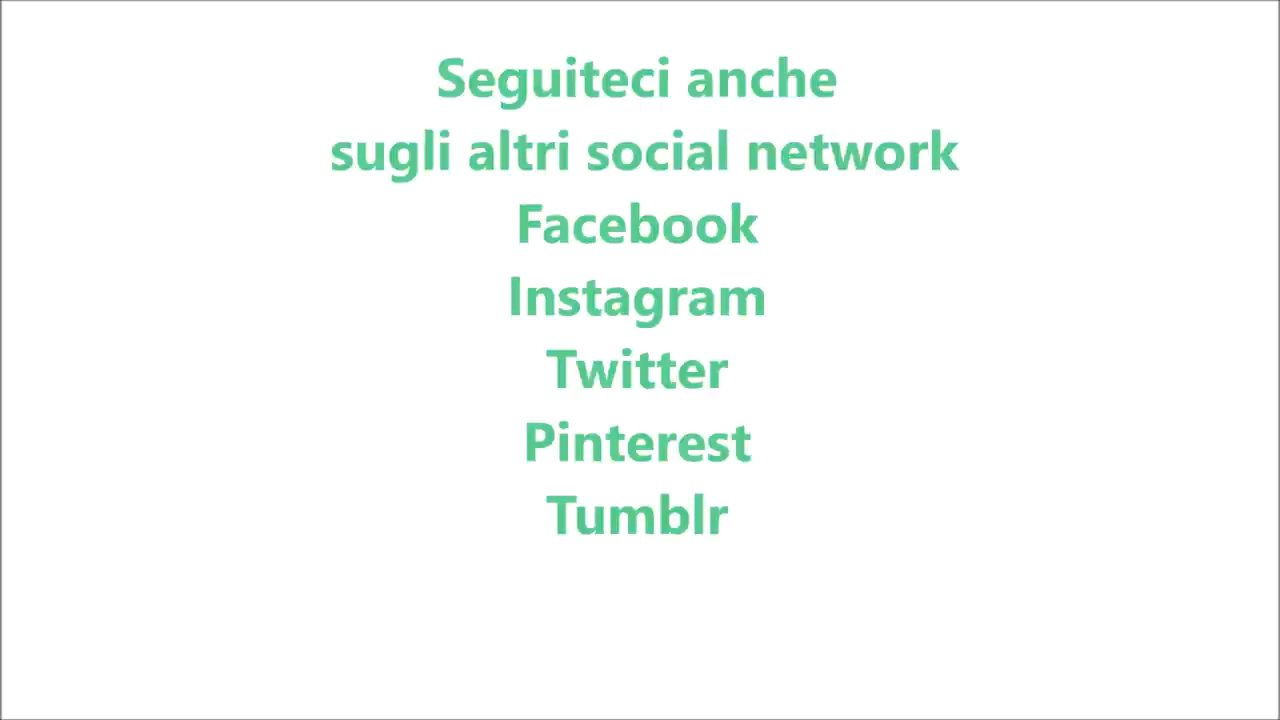 Seguiteci anche
sugli altri social network
Facebook
Instagram
Twitter
Pinterest
Tumblr